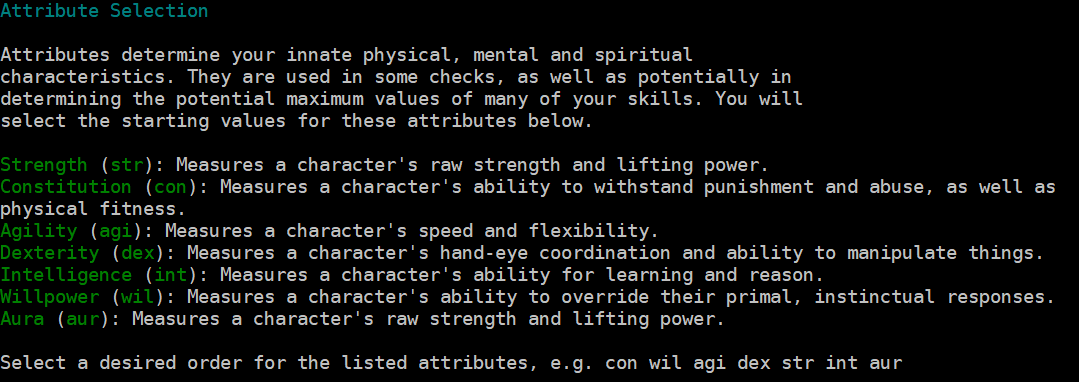 Attribute Selection
Attributes determine your innate physical, mental and spiritual
characteristics. They are used in some checks, as well as potentially in
determining the potential maximum values of many of your skills. You will
select the starting values for these attributes below.
Strength (str): Measures a character's raw strength and lifting power.
Constitution (con): Measures a character's ability to withstand punishment and abuse, as well as
physical fitness.
Agility (agi): Measures a character's speed and flexibility.
Dexterity (dex): Measures a character's hand-eye coordination and ability to manipulate things.
Intelligence (int): Measures a character's ability for learning and reason.
Willpower (wil): Measures a character's ability to override their primal, instinctual responses.
Aura (aur): Measures a character's raw strength and lifting power.
Select a desired order for the listed attributes, e.g. con wil agi dex str int aur